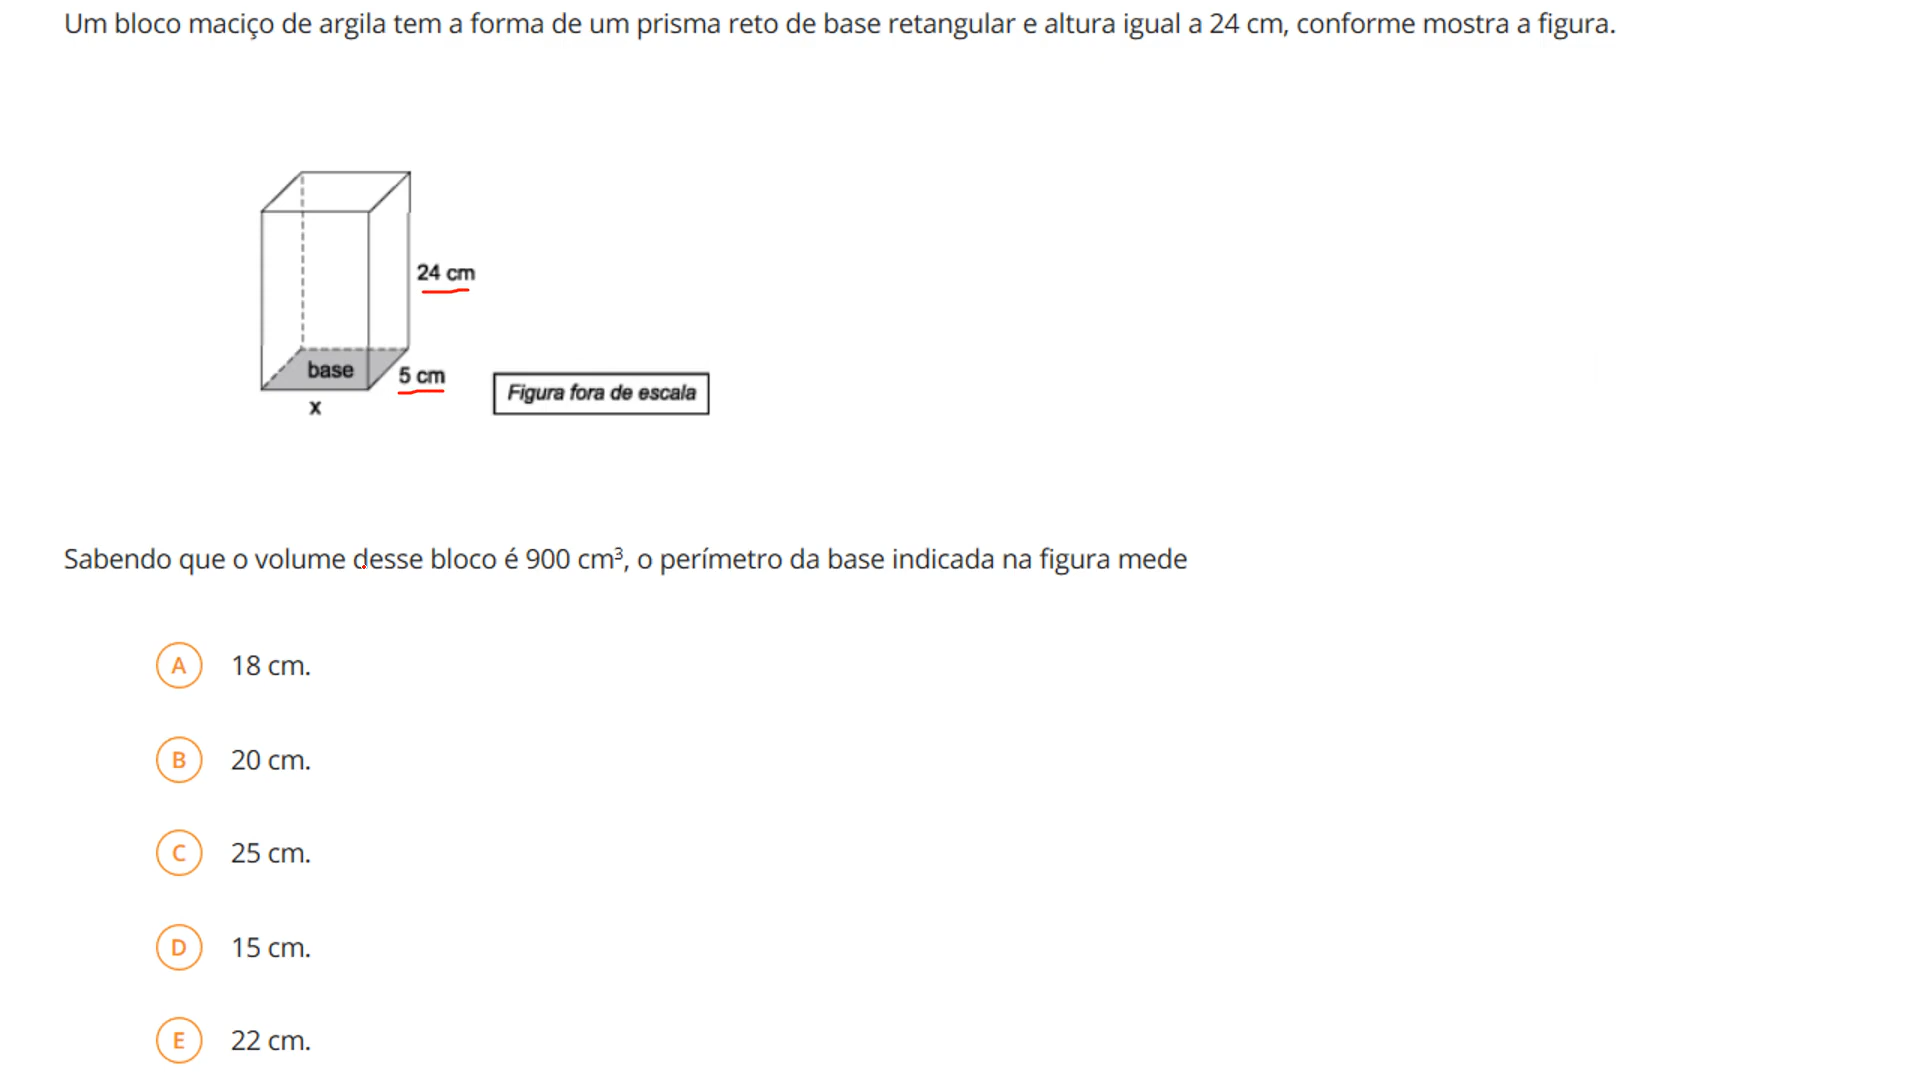 Um bloco maciço de argila tem a forma de um prisma reto de base retangular e altura igual a 24 cm, conforme mostra a figura.
24 cm
base
5 cm
x
Figura fora de escala
Sabendo que o volume desse bloco é 900 cm³, o perímetro da base indicada na figura mede
A 18 cm.
B 20 cm.
C 25 cm.
D 15 cm.
E 22 cm.